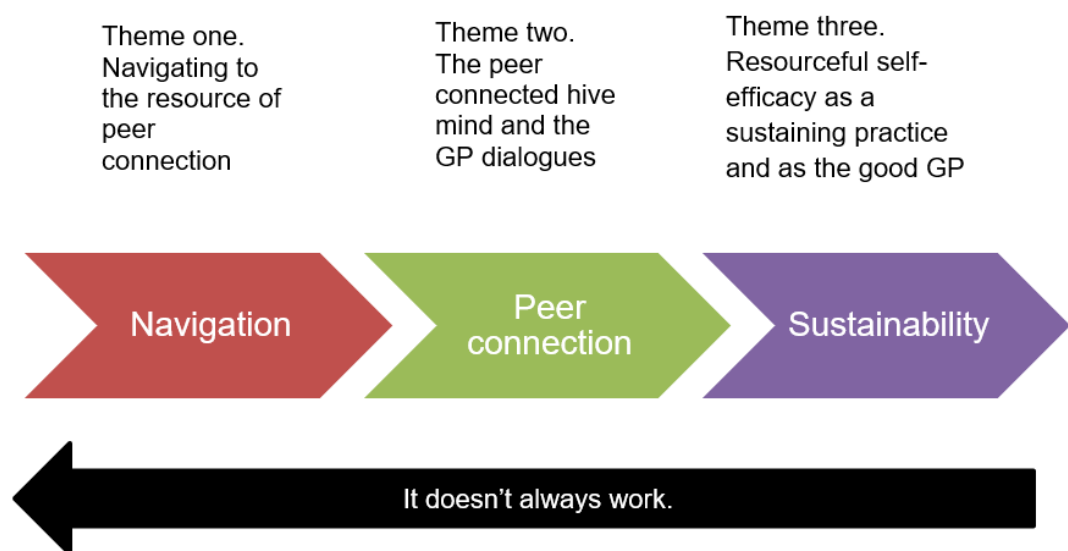 Theme one.
Navigating to
the resource of
peer
connection
Theme two.
The peer
connected hive
mind and the
GP dialogues
Theme three.
Resourceful self-
efficacy as a
sustaining practice
and as the good GP
Navigation
Peer
connection
Sustainability
It doesn’t always work.